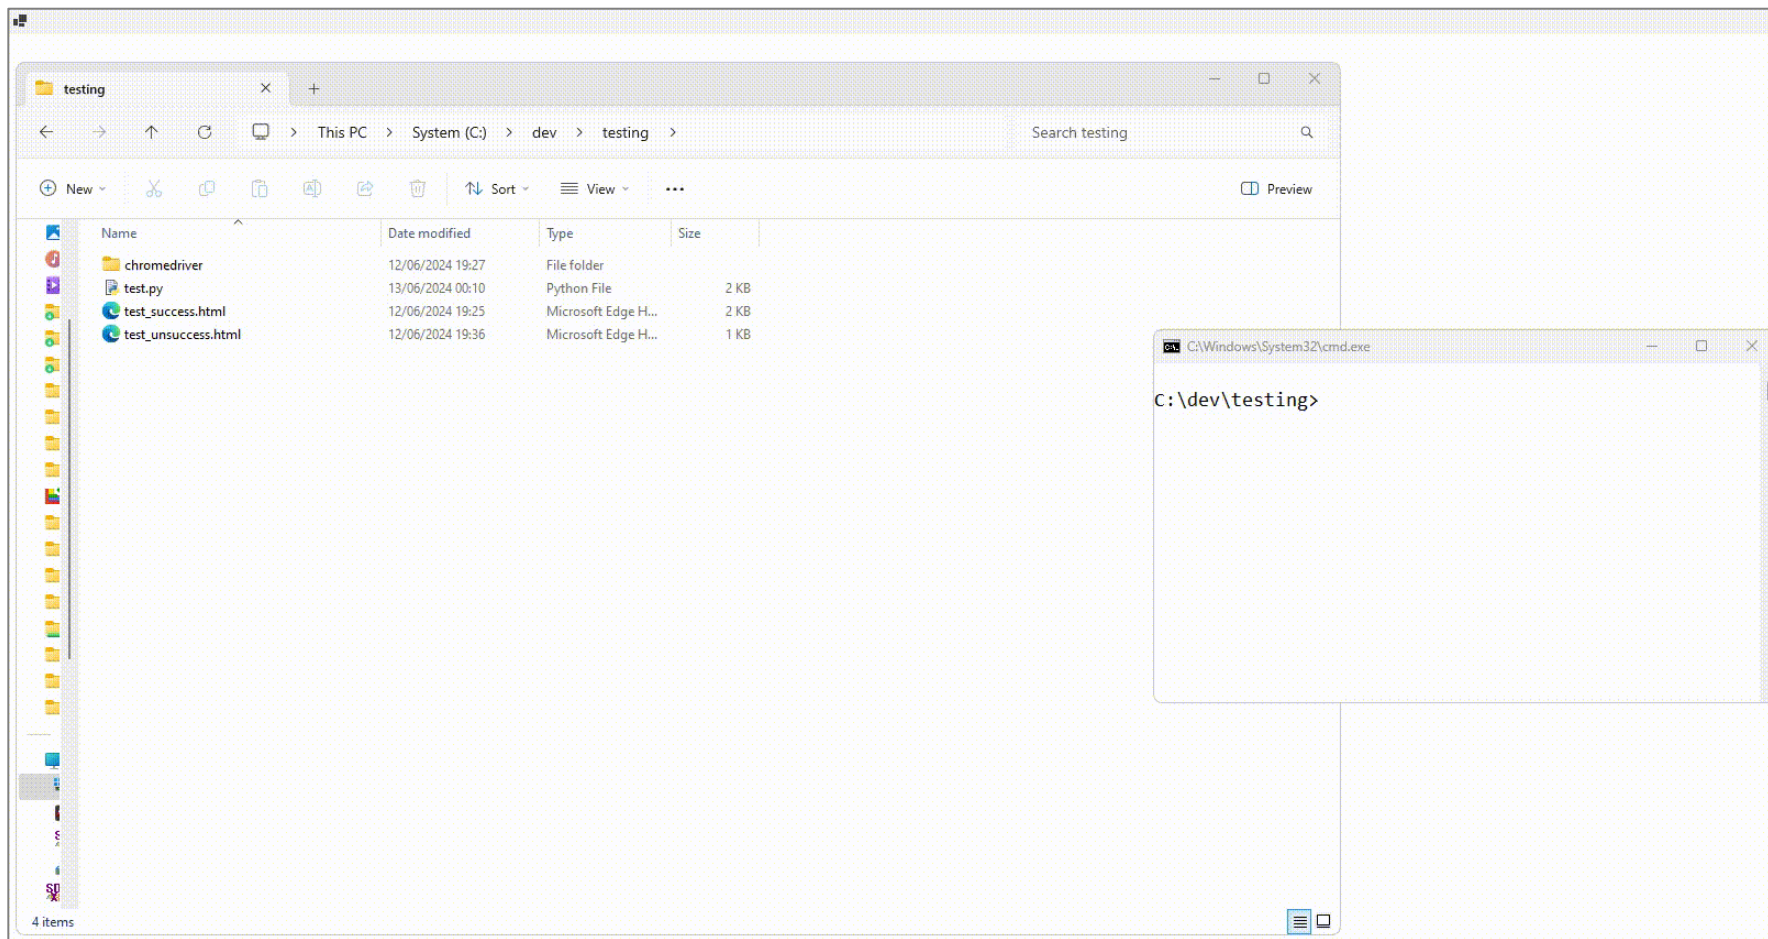 testing
This PC > System (C:) > dev > testing >
Search testing
New
Sort
View
Preview
Name Date modified Type Size
chromedriver 12/06/2024 19:27 File folder
test.py 13/06/2024 00:10 Python File 2 KB
test_success.html 12/06/2024 19:25 Microsoft Edge H... 2 KB
test_unsuccess.html 12/06/2024 19:36 Microsoft Edge H... 1 KB
4 items
C:\Windows\System32\cmd.exe
C:\dev\testing>